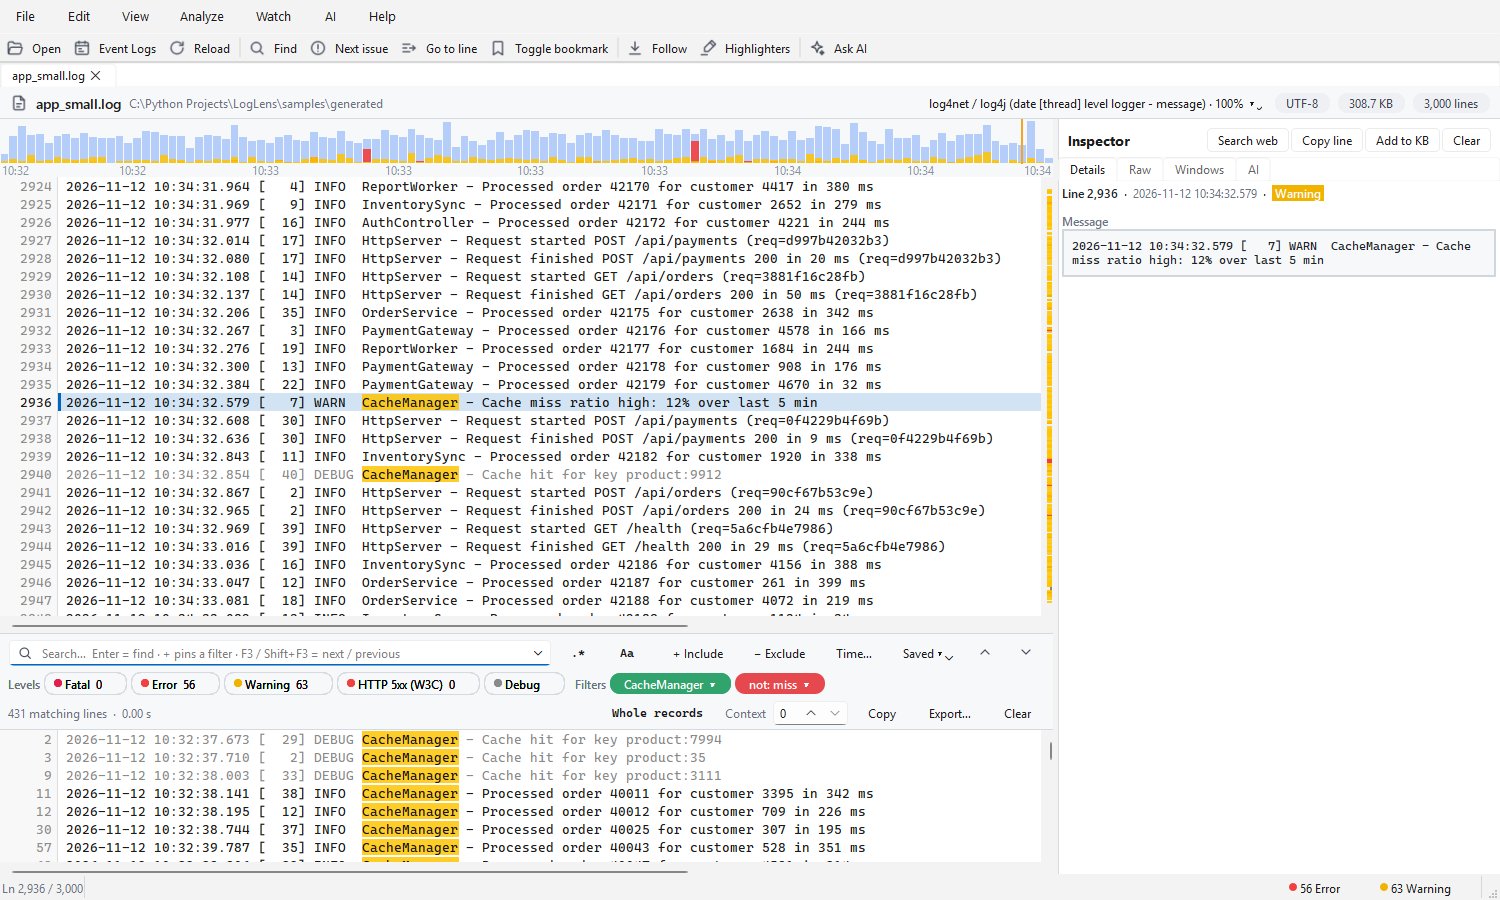 File Edit View Analyze Watch AI Help
Open Event Logs Reload Find Next issue Go to line Toggle bookmark Follow Highlighters Ask AI
app_small.log
app_small.log C:\Python Projects\LogLens\samples\generated log4net / log4j (date [thread] level logger - message) · 100% UTF-8 308.7 KB 3,000 lines
10:32 10:32 10:33 10:33 10:33 10:33 10:34 10:34 10:34
2924 2026-11-12 10:34:31.964 [ 4] INFO ReportWorker - Processed order 42170 for customer 4417 in 380 ms
2925 2026-11-12 10:34:31.969 [ 9] INFO InventorySync - Processed order 42171 for customer 2652 in 279 ms
2926 2026-11-12 10:34:31.977 [ 16] INFO AuthController - Processed order 42172 for customer 4221 in 244 ms
2927 2026-11-12 10:34:32.014 [ 17] INFO HttpServer - Request started POST /api/payments (req=d997b42032b3)
2928 2026-11-12 10:34:32.080 [ 17] INFO HttpServer - Request finished POST /api/payments 200 in 20 ms (req=d997b42032b3)
2929 2026-11-12 10:34:32.108 [ 14] INFO HttpServer - Request started GET /api/orders (req=3881f16c28fb)
2930 2026-11-12 10:34:32.137 [ 14] INFO HttpServer - Request finished GET /api/orders 200 in 50 ms (req=3881f16c28fb)
2931 2026-11-12 10:34:32.206 [ 35] INFO OrderService - Processed order 42175 for customer 2638 in 342 ms
2932 2026-11-12 10:34:32.267 [ 3] INFO PaymentGateway - Processed order 42176 for customer 4578 in 166 ms
2933 2026-11-12 10:34:32.276 [ 19] INFO ReportWorker - Processed order 42177 for customer 1684 in 244 ms
2934 2026-11-12 10:34:32.300 [ 13] INFO PaymentGateway - Processed order 42178 for customer 908 in 176 ms
2935 2026-11-12 10:34:32.384 [ 22] INFO PaymentGateway - Processed order 42179 for customer 4670 in 32 ms
2936 2026-11-12 10:34:32.579 [ 7] WARN CacheManager - Cache miss ratio high: 12% over last 5 min
2937 2026-11-12 10:34:32.608 [ 30] INFO HttpServer - Request started POST /api/payments (req=0f4229b4f69b)
2938 2026-11-12 10:34:32.636 [ 30] INFO HttpServer - Request finished POST /api/payments 200 in 9 ms (req=0f4229b4f69b)
2939 2026-11-12 10:34:32.843 [ 11] INFO InventorySync - Processed order 42182 for customer 1920 in 338 ms
2940 2026-11-12 10:34:32.854 [ 40] DEBUG CacheManager - Cache hit for key product:9912
2941 2026-11-12 10:34:32.867 [ 2] INFO HttpServer - Request started POST /api/orders (req=90cf67b53c9e)
2942 2026-11-12 10:34:32.965 [ 2] INFO HttpServer - Request finished POST /api/orders 200 in 24 ms (req=90cf67b53c9e)
2943 2026-11-12 10:34:32.969 [ 39] INFO HttpServer - Request started GET /health (req=5a6cfb4e7986)
2944 2026-11-12 10:34:33.016 [ 39] INFO HttpServer - Request finished GET /health 200 in 29 ms (req=5a6cfb4e7986)
2945 2026-11-12 10:34:33.036 [ 16] INFO InventorySync - Processed order 42186 for customer 4156 in 388 ms
2946 2026-11-12 10:34:33.047 [ 12] INFO OrderService - Processed order 42187 for customer 261 in 399 ms
2947 2026-11-12 10:34:33.081 [ 18] INFO OrderService - Processed order 42188 for customer 4072 in 219 ms
Search... Enter = find · + pins a filter · F3 / Shift+F3 = next / previous .* Aa + Include − Exclude Time... Saved
Levels Fatal 0 Error 56 Warning 63 HTTP 5xx (W3C) 0 Debug Filters CacheManager not: miss
431 matching lines · 0.00 s Whole records Context 0 Copy Export... Clear
2 2026-11-12 10:32:37.673 [ 29] DEBUG CacheManager - Cache hit for key product:7994
3 2026-11-12 10:32:37.710 [ 2] DEBUG CacheManager - Cache hit for key product:35
9 2026-11-12 10:32:38.003 [ 33] DEBUG CacheManager - Cache hit for key product:3111
11 2026-11-12 10:32:38.141 [ 38] INFO CacheManager - Processed order 40011 for customer 3395 in 342 ms
12 2026-11-12 10:32:38.195 [ 12] INFO CacheManager - Processed order 40012 for customer 709 in 226 ms
30 2026-11-12 10:32:38.744 [ 37] INFO CacheManager - Processed order 40025 for customer 307 in 195 ms
57 2026-11-12 10:32:39.787 [ 35] INFO CacheManager - Processed order 40043 for customer 528 in 351 ms
Inspector Search web Copy line Add to KB Clear
Details Raw Windows AI
Line 2,936 · 2026-11-12 10:34:32.579 · Warning
Message
2026-11-12 10:34:32.579 [ 7] WARN CacheManager - Cache
miss ratio high: 12% over last 5 min
Ln 2,936 / 3,000 56 Error 63 Warning